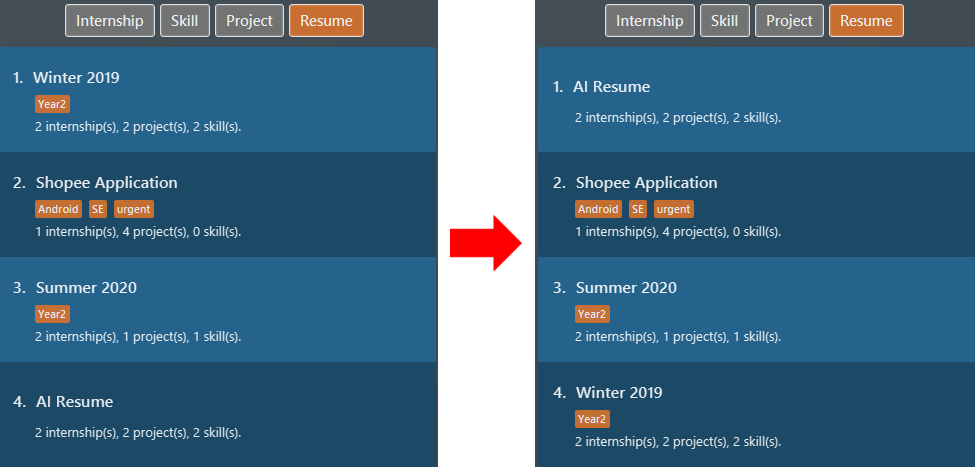 Internship Skill Project Resume
1. Winter 2019
Year2
2 internship(s), 2 project(s), 2 skill(s).
2. Shopee Application
Android SE urgent
1 internship(s), 4 project(s), 0 skill(s).
3. Summer 2020
Year2
2 internship(s), 1 project(s), 1 skill(s).
4. AI Resume
2 internship(s), 2 project(s), 2 skill(s).
Internship Skill Project Resume
1. AI Resume
2 internship(s), 2 project(s), 2 skill(s).
2. Shopee Application
Android SE urgent
1 internship(s), 4 project(s), 0 skill(s).
3. Summer 2020
Year2
2 internship(s), 1 project(s), 1 skill(s).
4. Winter 2019
Year2
2 internship(s), 2 project(s), 2 skill(s).